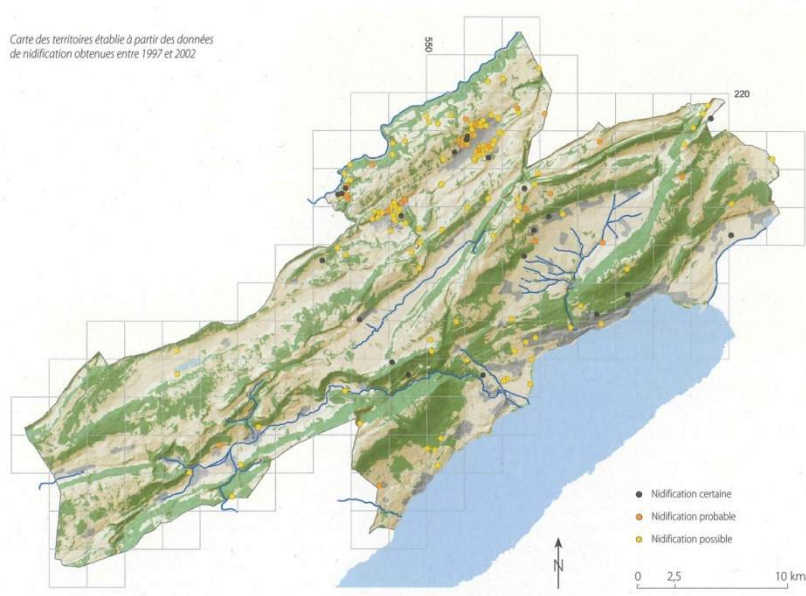 Carte des territoires établie à partir des données
de nidification obtenues entre 1997 et 2002
550
220
Nidification certaine
Nidification probable
Nidification possible
N
0 2,5 10 km